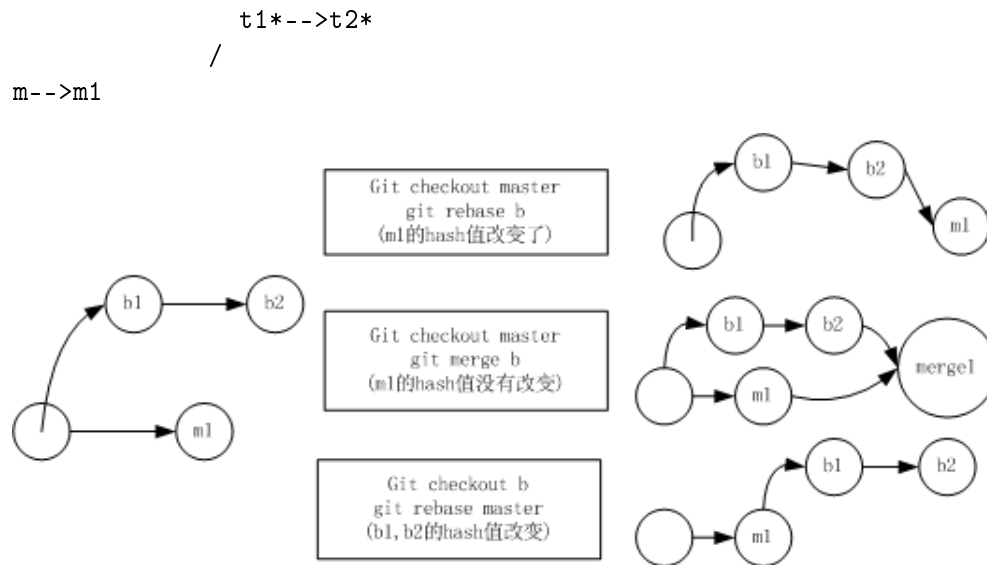 t1*-->t2*
/
m-->m1
b1
b2
m1
Git checkout master
git rebase b
(m1的hash值改变了)
b1
b2
m1
Git checkout master
git merge b
(m1的hash值没有改变)
b1
b2
m1
merge1
Git checkout b
git rebase master
(b1,b2的hash值改变)
b1
b2
m1